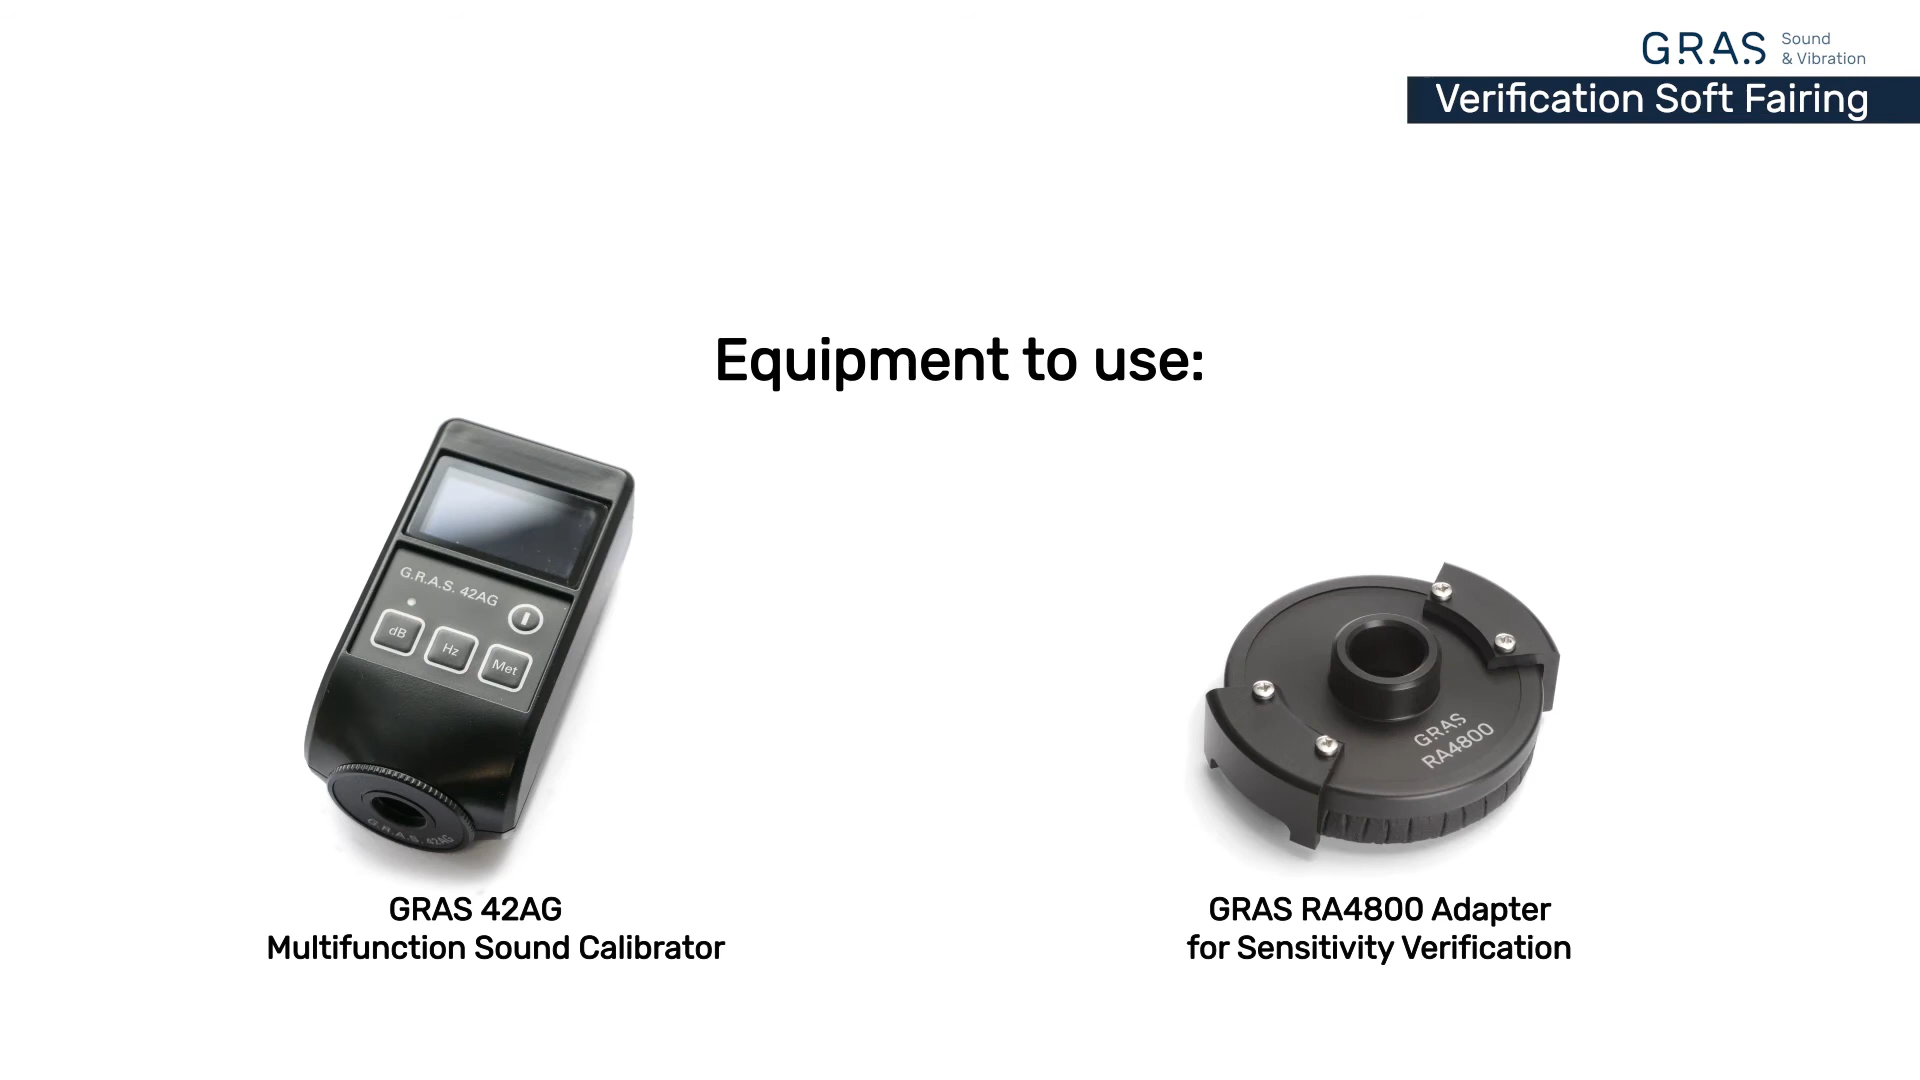 GRAS Sound
& Vibration
Verification Soft Fairing
Equipment to use:
G.R.A.S. 42AG
dB
Hz
Met
G.R.A.S. 42AG
GRAS
RA4800
GRAS 42AG
Multifunction Sound Calibrator
GRAS RA4800 Adapter
for Sensitivity Verification